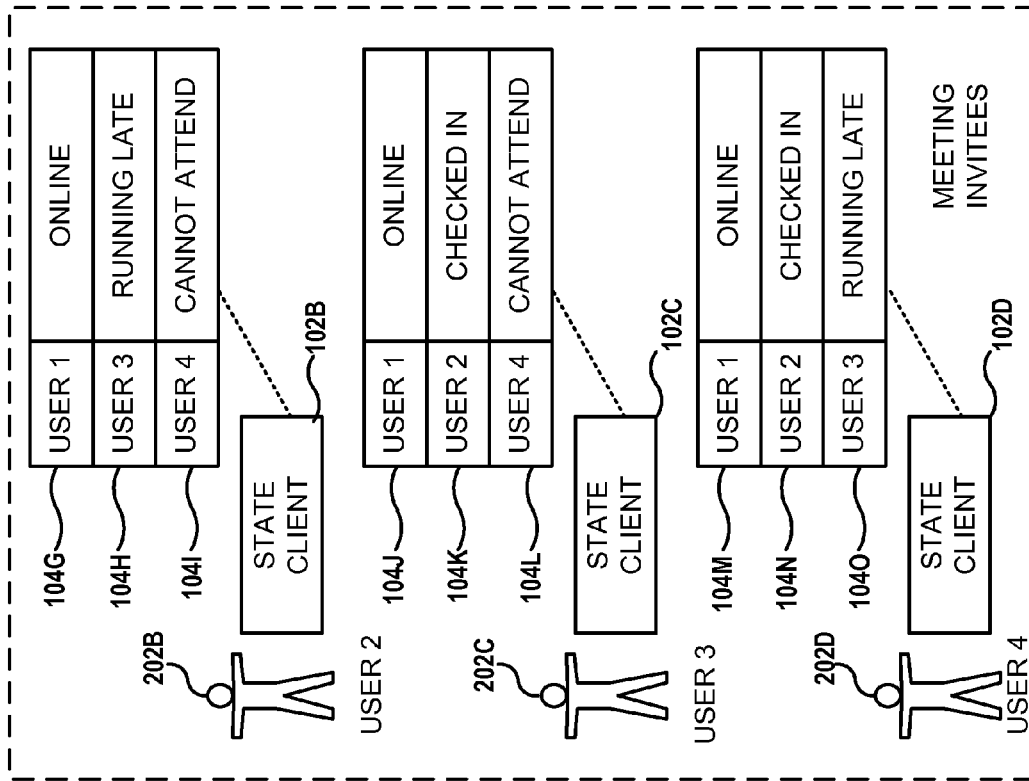 104G
USER 1
ONLINE
104H
USER 3
RUNNING LATE
104I
USER 4
CANNOT ATTEND
202B
STATE
CLIENT
102B
USER 2
104J
USER 1
ONLINE
104K
USER 2
CHECKED IN
104L
USER 4
CANNOT ATTEND
202C
STATE
CLIENT
102C
USER 3
104M
USER 1
ONLINE
104N
USER 2
CHECKED IN
104O
USER 3
RUNNING LATE
202D
STATE
CLIENT
102D
USER 4
MEETING
INVITEES